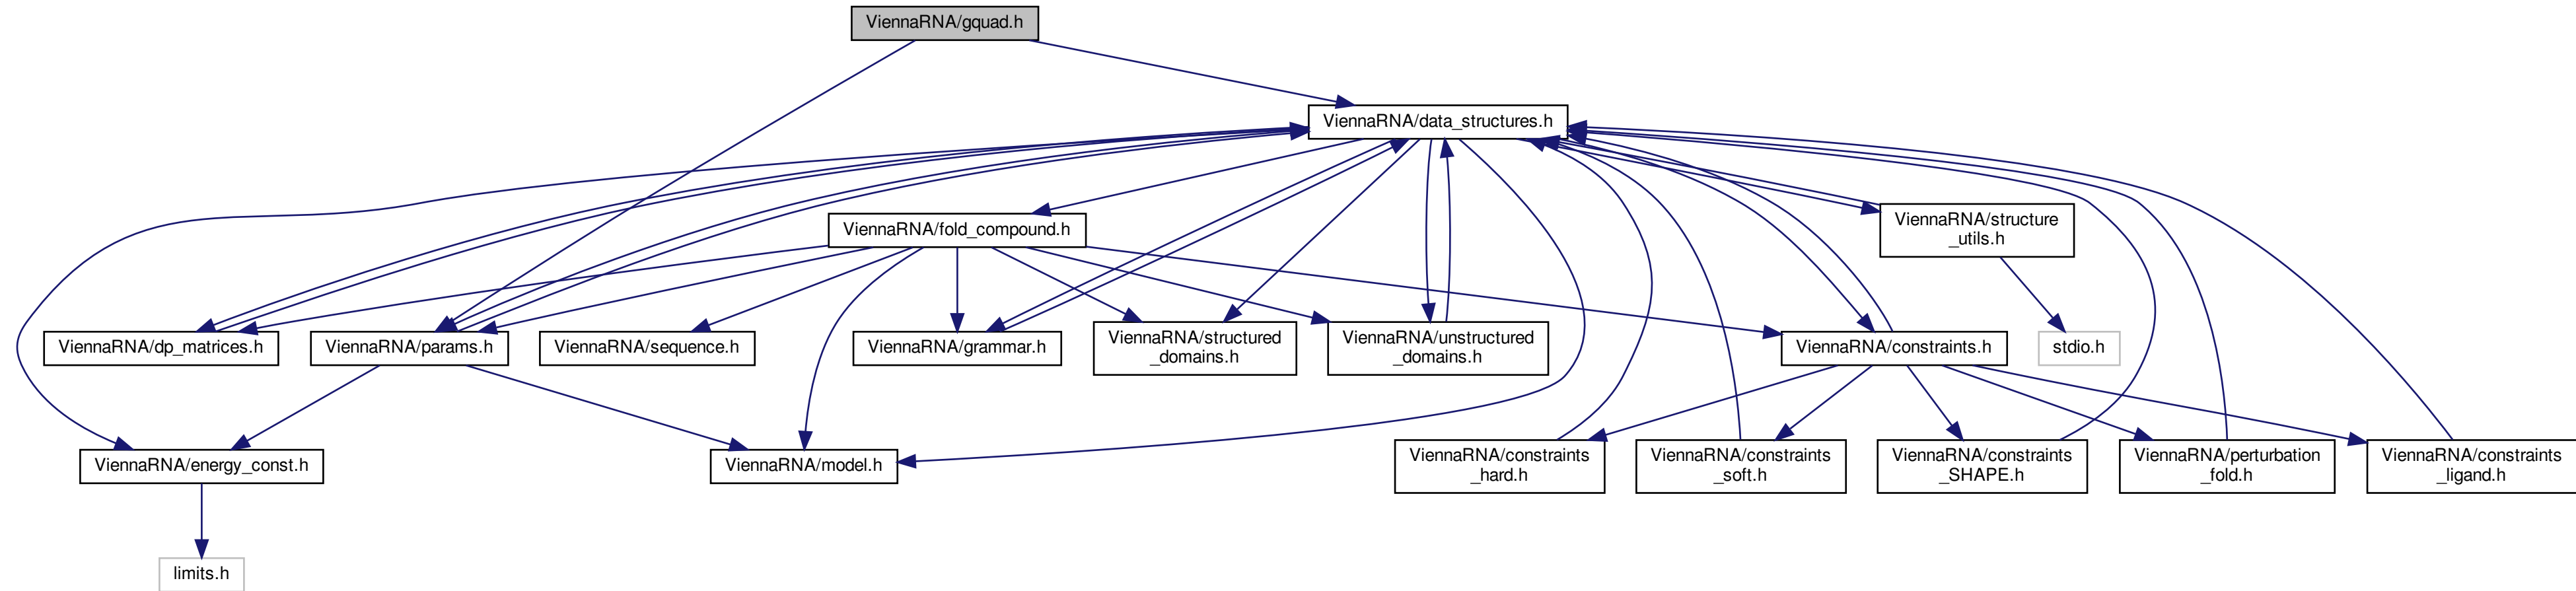 ViennaRNA/gquad.h
ViennaRNA/data_structures.h
ViennaRNA/fold_compound.h
ViennaRNA/structure
_utils.h
ViennaRNA/dp_matrices.h
ViennaRNA/params.h
ViennaRNA/sequence.h
ViennaRNA/grammar.h
ViennaRNA/structured
_domains.h
ViennaRNA/unstructured
_domains.h
ViennaRNA/constraints.h
stdio.h
ViennaRNA/energy_const.h
ViennaRNA/model.h
ViennaRNA/constraints
_hard.h
ViennaRNA/constraints
_soft.h
ViennaRNA/constraints
_SHAPE.h
ViennaRNA/perturbation
_fold.h
ViennaRNA/constraints
_ligand.h
limits.h